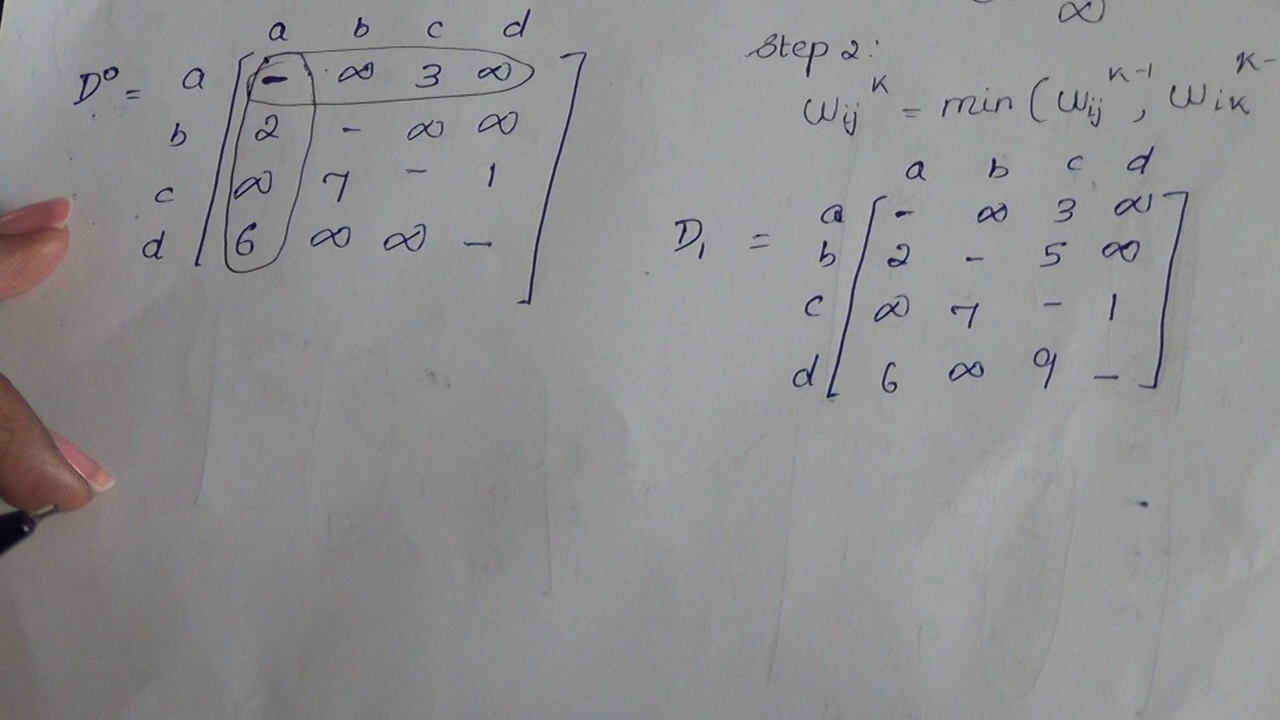 a b c d
D⁰ = a - ∞ 3 ∞
b 2 - ∞ ∞
c ∞ 7 - 1
d 6 ∞ ∞ -
∞
Step 2:
wij^K = min (wij^K-1, wiK^K-
a b c d
a - ∞ 3 ∞
D₁ = b 2 - 5 ∞
c ∞ 7 - 1
d 6 ∞ 9 -